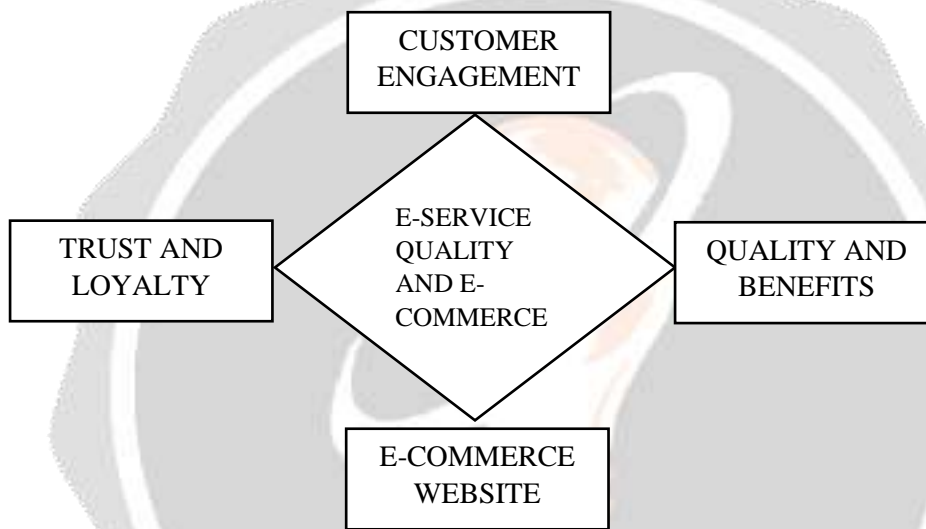 CUSTOMER
ENGAGEMENT
TRUST AND
LOYALTY
E-SERVICE
QUALITY
AND E-
COMMERCE
QUALITY AND
BENEFITS
E-COMMERCE
WEBSITE